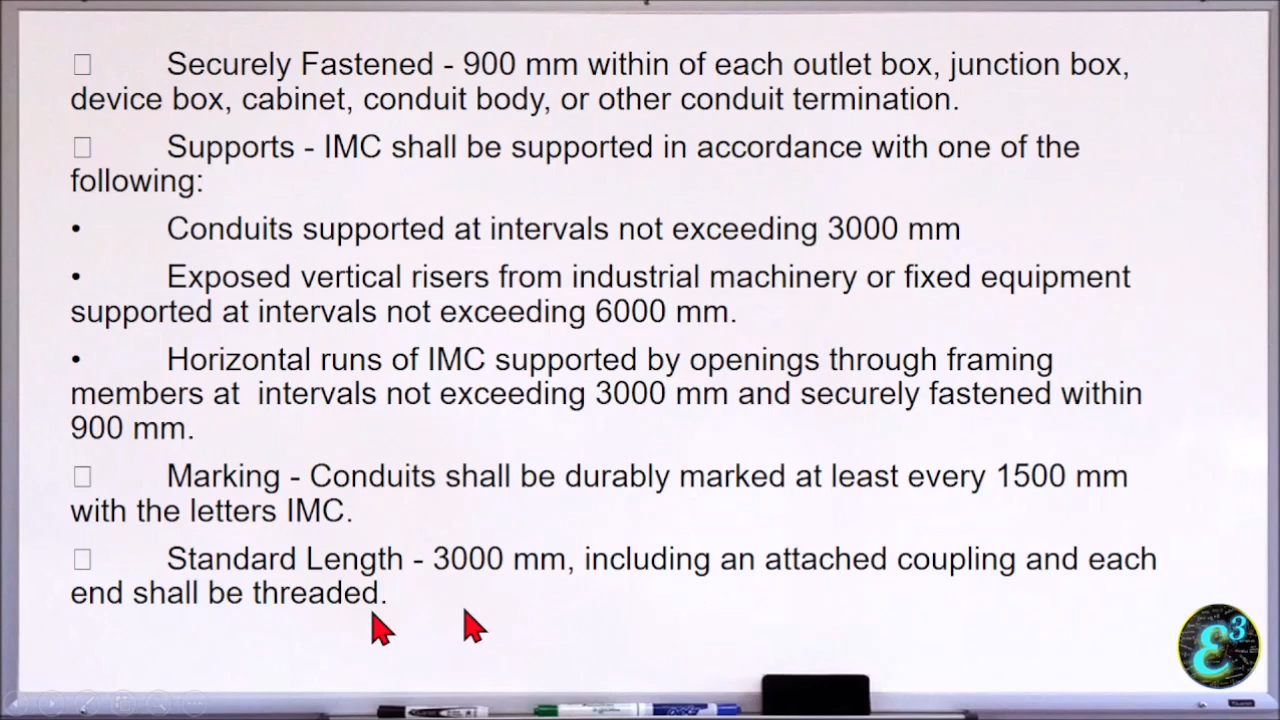 □ Securely Fastened - 900 mm within of each outlet box, junction box,
device box, cabinet, conduit body, or other conduit termination.
□ Supports - IMC shall be supported in accordance with one of the
following:
• Conduits supported at intervals not exceeding 3000 mm
• Exposed vertical risers from industrial machinery or fixed equipment
supported at intervals not exceeding 6000 mm.
• Horizontal runs of IMC supported by openings through framing
members at  intervals not exceeding 3000 mm and securely fastened within
900 mm.
□ Marking - Conduits shall be durably marked at least every 1500 mm
with the letters IMC.
□ Standard Length - 3000 mm, including an attached coupling and each
end shall be threaded.
ε3